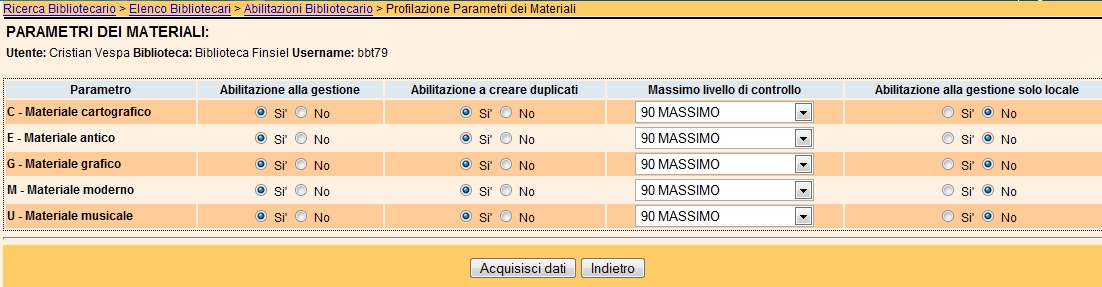 Ricerca Bibliotecario > Elenco Bibliotecari > Abilitazioni Bibliotecario > Profilazione Parametri dei Materiali
PARAMETRI DEI MATERIALI:
Utente: Cristian Vespa Biblioteca: Biblioteca Finsiel Username: bbt79
Parametro Abilitazione alla gestione Abilitazione a creare duplicati Massimo livello di controllo Abilitazione alla gestione solo locale
C - Materiale cartografico Si' No Si' No 90 MASSIMO Si' No
E - Materiale antico Si' No Si' No 90 MASSIMO Si' No
G - Materiale grafico Si' No Si' No 90 MASSIMO Si' No
M - Materiale moderno Si' No Si' No 90 MASSIMO Si' No
U - Materiale musicale Si' No Si' No 90 MASSIMO Si' No
Acquisisci dati Indietro